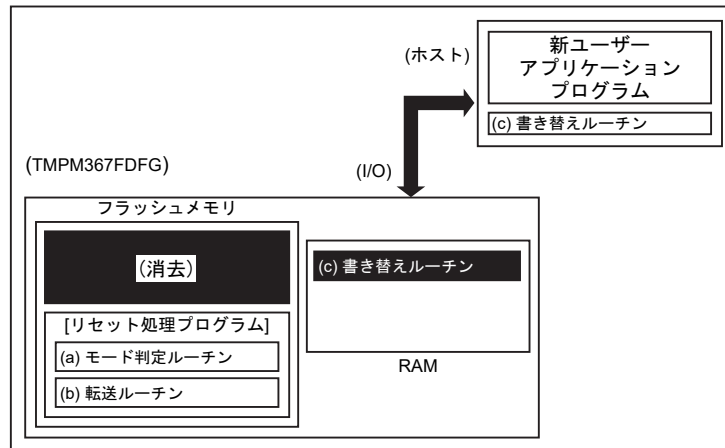 (ホスト)
新ユーザー
アプリケーション
プログラム
(c) 書き替えルーチン
(TMPM367FDFG)
(I/O)
フラッシュメモリ
(消去)
[リセット処理プログラム]
(a) モード判定ルーチン
(b) 転送ルーチン
(c) 書き替えルーチン
RAM